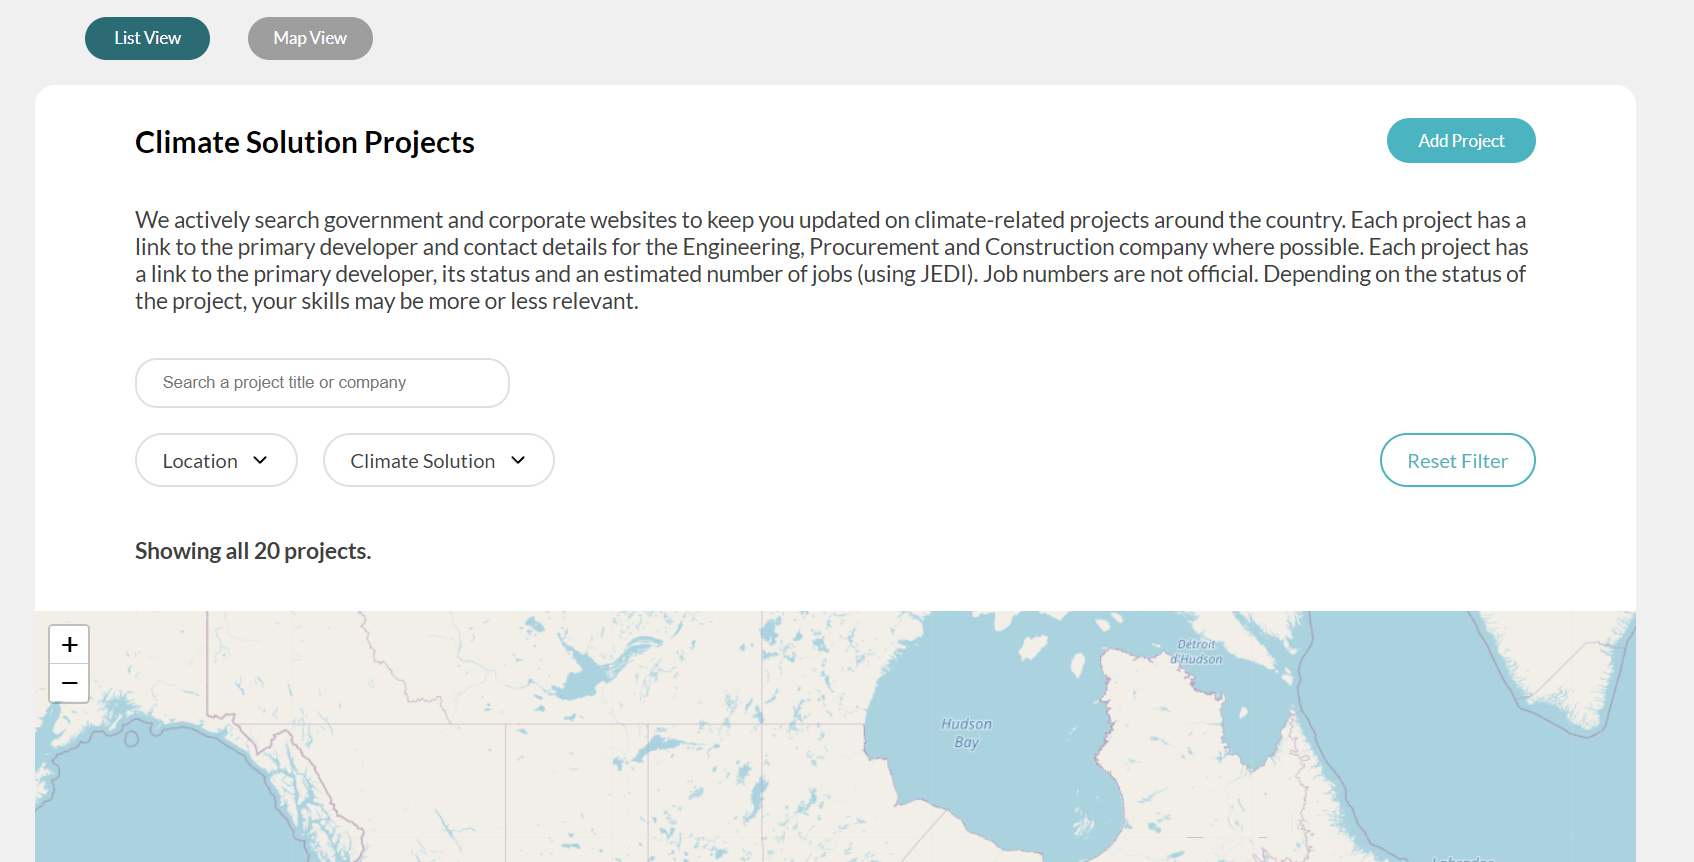 List View
Map View
Climate Solution Projects
Add Project
We actively search government and corporate websites to keep you updated on climate-related projects around the country. Each project has a
link to the primary developer and contact details for the Engineering, Procurement and Construction company where possible. Each project has
a link to the primary developer, its status and an estimated number of jobs (using JEDI). Job numbers are not official. Depending on the status of
the project, your skills may be more or less relevant.
Search a project title or company
Location
Climate Solution
Reset Filter
Showing all 20 projects.
+
−
Détroit
d'Hudson
Hudson
Bay